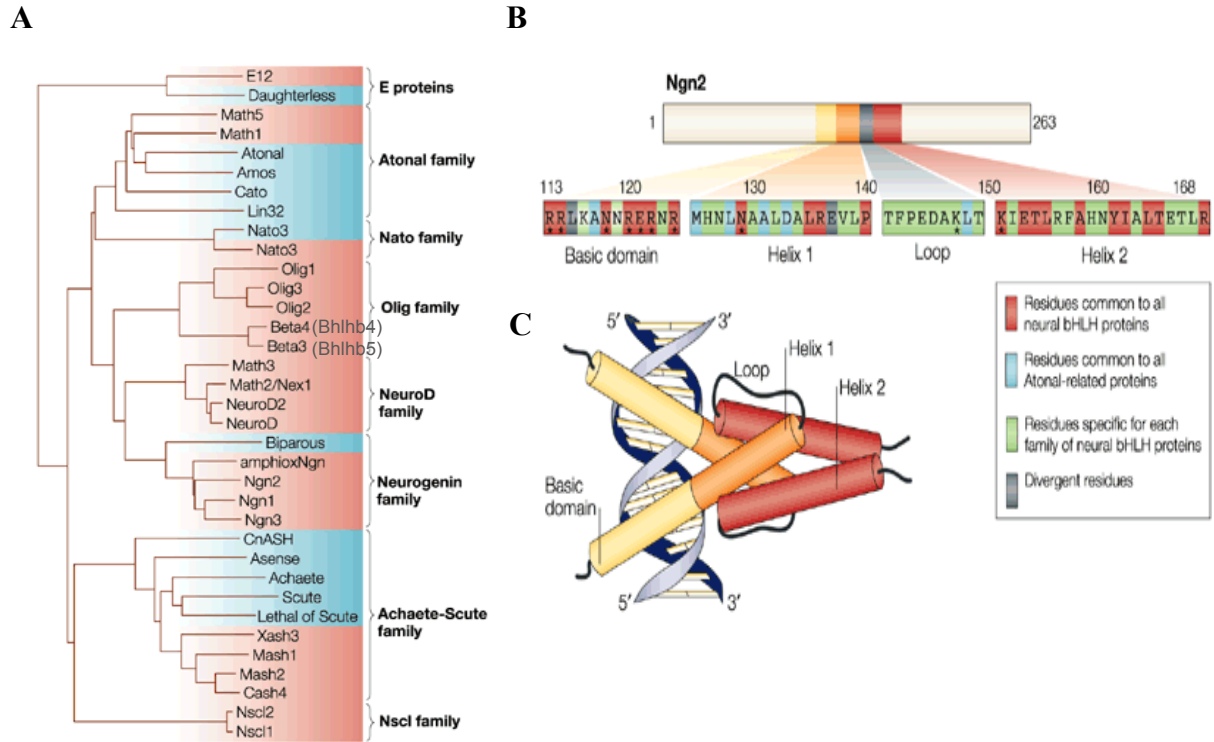 A
E12
Daughterless
E proteins
Math5
Math1
Atonal
Amos
Cato
Lin32
Atonal family
Nato3
Nato3
Nato family
Olig1
Olig3
Olig2
Beta4 (Bhlhb4)
Beta3 (Bhlhb5)
Olig family
Math3
Math2/Nex1
NeuroD2
NeuroD
NeuroD
family
Biparous
amphioxNgn
Ngn2
Ngn1
Ngn3
Neurogenin
family
CnASH
Asense
Achaete
Scute
Lethal of Scute
Xash3
Mash1
Mash2
Cash4
Achaete-Scute
family
Nscl2
Nscl1
Nscl family
B
Ngn2
1
263
113 120 130 140 150 160 168
RRLKANNRERNR MHNLNAALDALREVLP TFPEDAKLT KIETLRFAHNYIALTETLR
** * *** * * * *
Basic domain Helix 1 Loop Helix 2
Residues common to all
neural bHLH proteins
Residues common to all
Atonal-related proteins
Residues specific for each
family of neural bHLH proteins
Divergent residues
C
5′ 3′
Helix 1
Loop
Helix 2
Basic
domain
5′ 3′